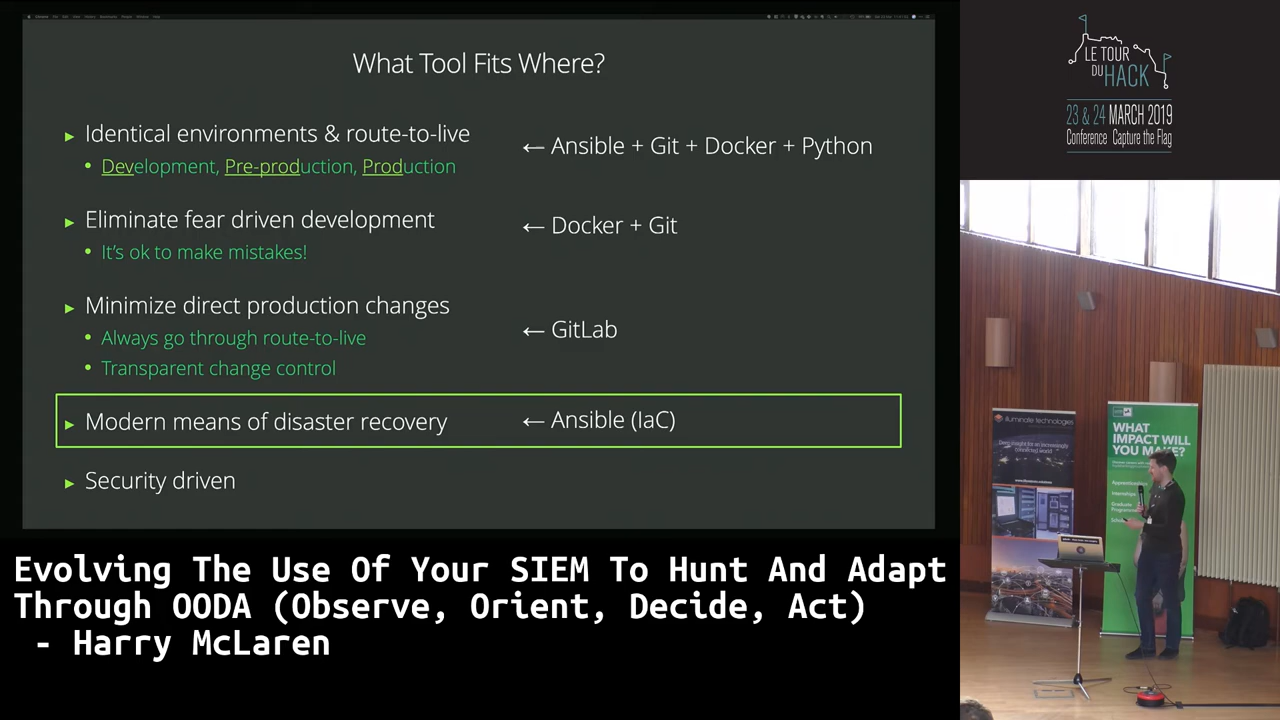 What Tool Fits Where?
▸ Identical environments & route-to-live
• Development, Pre-production, Production
← Ansible + Git + Docker + Python
▸ Eliminate fear driven development
• It's ok to make mistakes!
← Docker + Git
▸ Minimize direct production changes
• Always go through route-to-live
• Transparent change control
← GitLab
▸ Modern means of disaster recovery
← Ansible (IaC)
▸ Security driven
LE TOUR
DU HACK
23 & 24 MARCH 2019
Conference Capture the Flag
illuminate technologies
WHAT
IMPACT WILL
YOU MAKE?
Internships
Graduate
Evolving The Use Of Your SIEM To Hunt And Adapt
Through OODA (Observe, Orient, Decide, Act)
- Harry McLaren